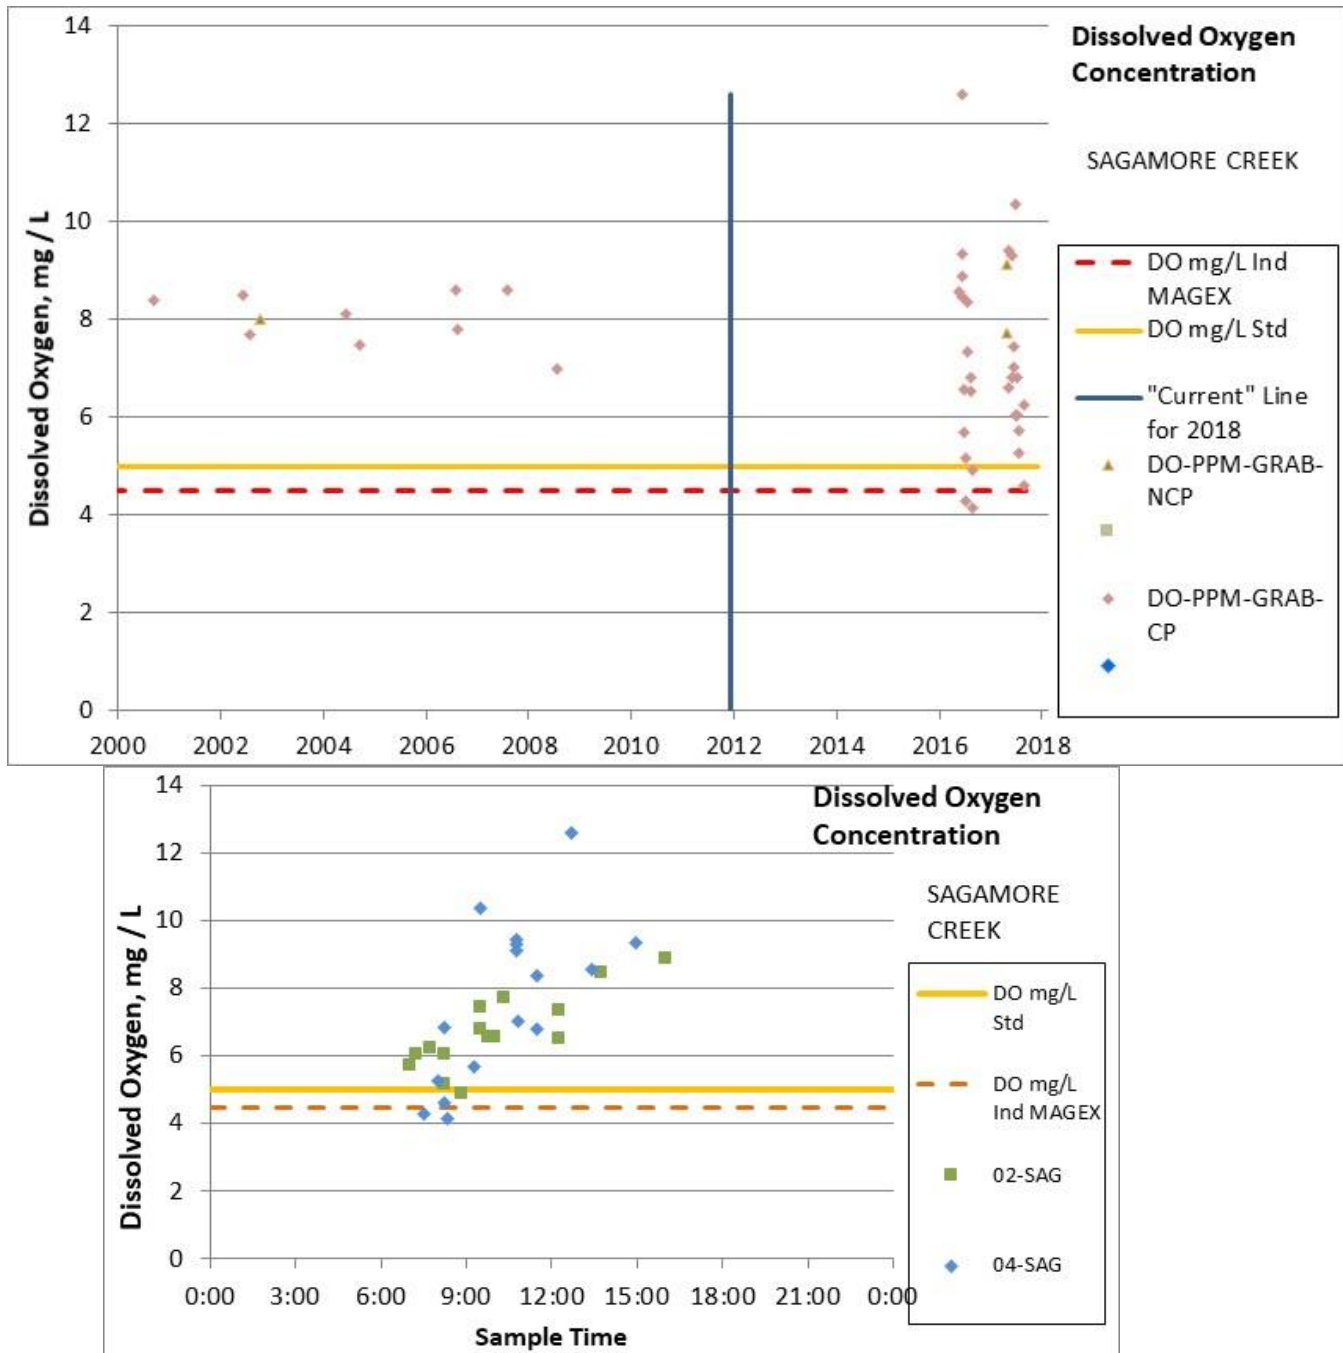 Dissolved Oxygen
Concentration
SAGAMORE CREEK
Dissolved Oxygen, mg / L
14
12
10
8
6
4
2
0
2000 2002 2004 2006 2008 2010 2012 2014 2016 2018
DO mg/L Ind
MAGEX
DO mg/L Std
"Current" Line
for 2018
DO-PPM-GRAB-
NCP
DO-PPM-GRAB-
CP
Dissolved Oxygen
Concentration
SAGAMORE
CREEK
Dissolved Oxygen, mg / L
14
12
10
8
6
4
2
0
0:00 3:00 6:00 9:00 12:00 15:00 18:00 21:00 0:00
Sample Time
DO mg/L
Std
DO mg/L
Ind MAGEX
02-SAG
04-SAG